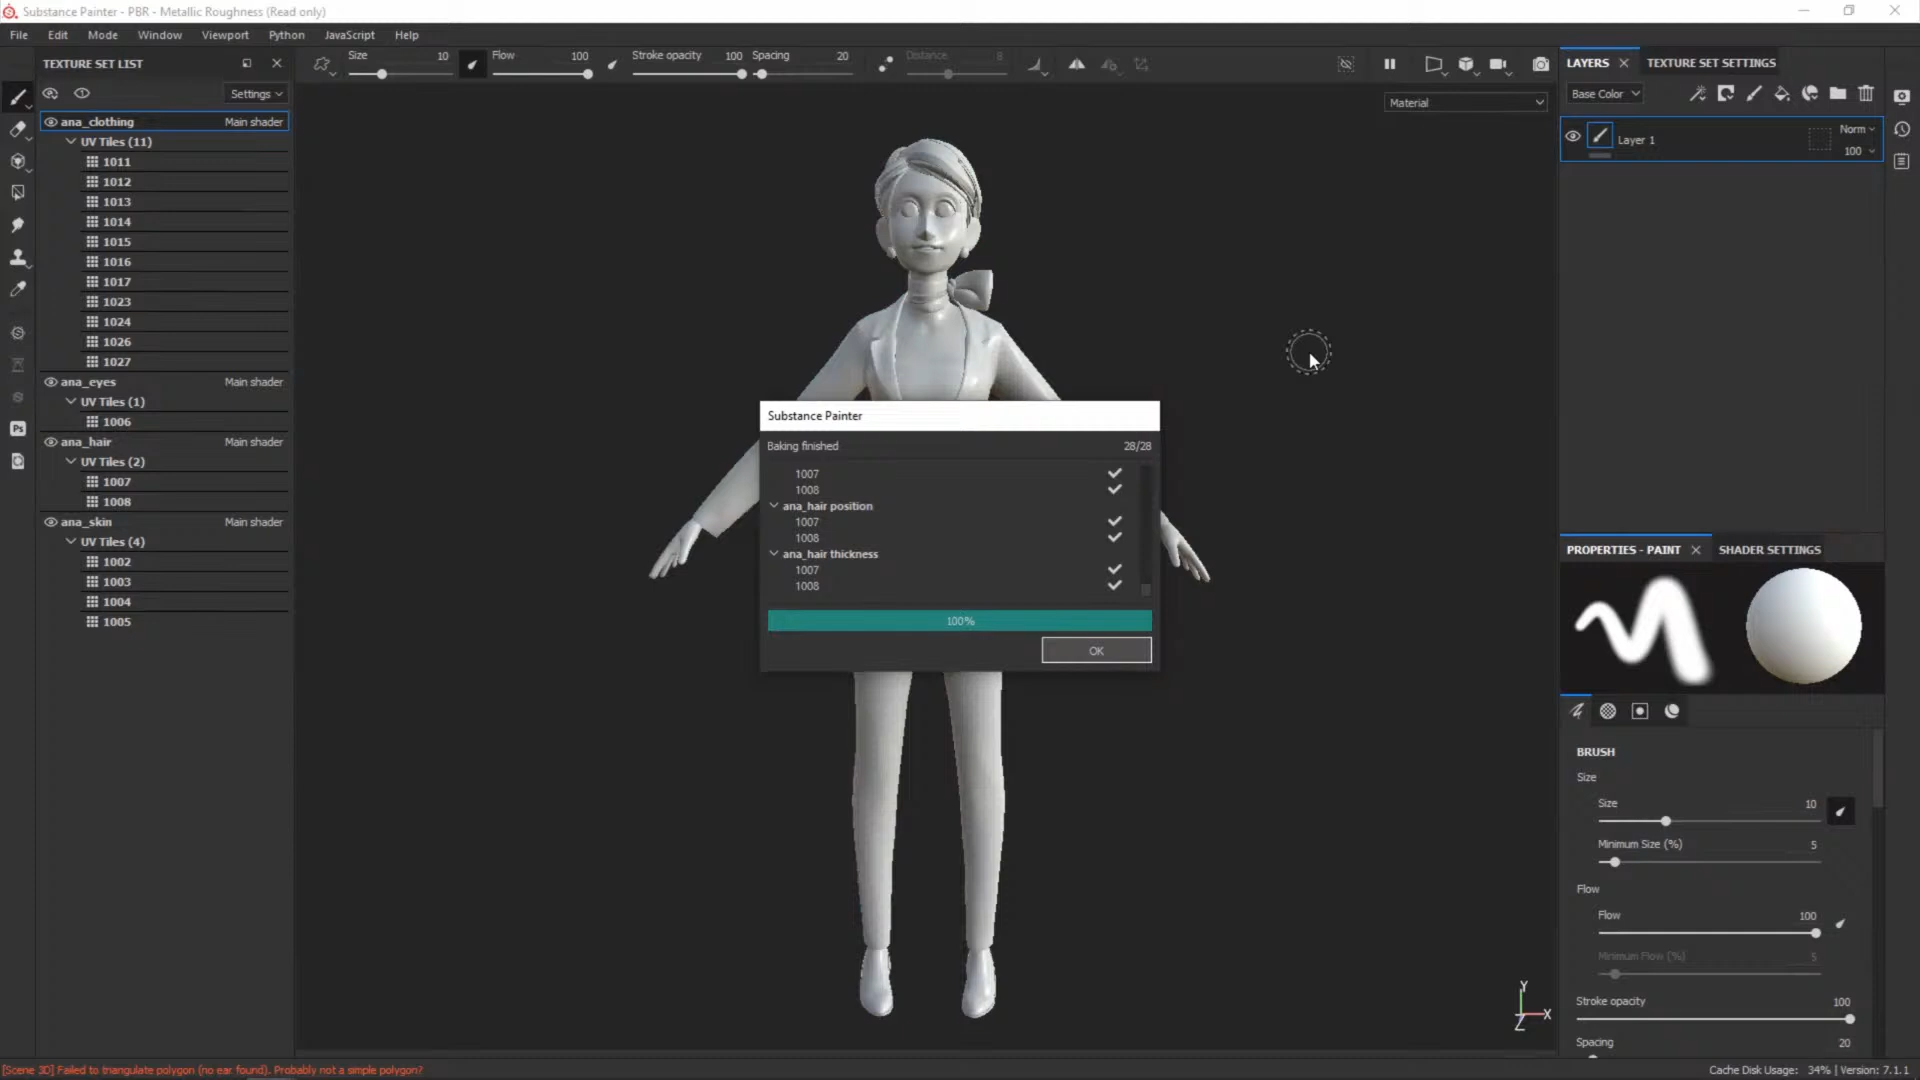 Substance Painter - PBR - Metallic Roughness (Read only)
File Edit Mode Window Viewport Python JavaScript Help
TEXTURE SET LIST
Settings
ana_clothing Main shader
UV Tiles (11)
1011
1012
1013
1014
1015
1016
1017
1023
1024
1026
1027
ana_eyes Main shader
UV Tiles (1)
1006
ana_hair Main shader
UV Tiles (2)
1007
1008
ana_skin Main shader
UV Tiles (4)
1002
1003
1004
1005
Ps
Size 10 Flow 100 Stroke opacity 100 Spacing 20 Distance 8
Material
Substance Painter
Baking finished 28/28
1007
1008
ana_hair position
1007
1008
ana_hair thickness
1007
1008
100%
OK
Y
X
Z
LAYERS TEXTURE SET SETTINGS
Base Color
Layer 1 Norm
100
PROPERTIES - PAINT SHADER SETTINGS
BRUSH
Size
Size 10
Minimum Size (%) 5
Flow
Flow 100
Minimum Flow (%) 5
Stroke opacity 100
Spacing 20
[Scene 3D] Failed to triangulate polygon (no ear found). Probably not a simple polygon?
Cache Disk Usage: 34% | Version: 7.1.1